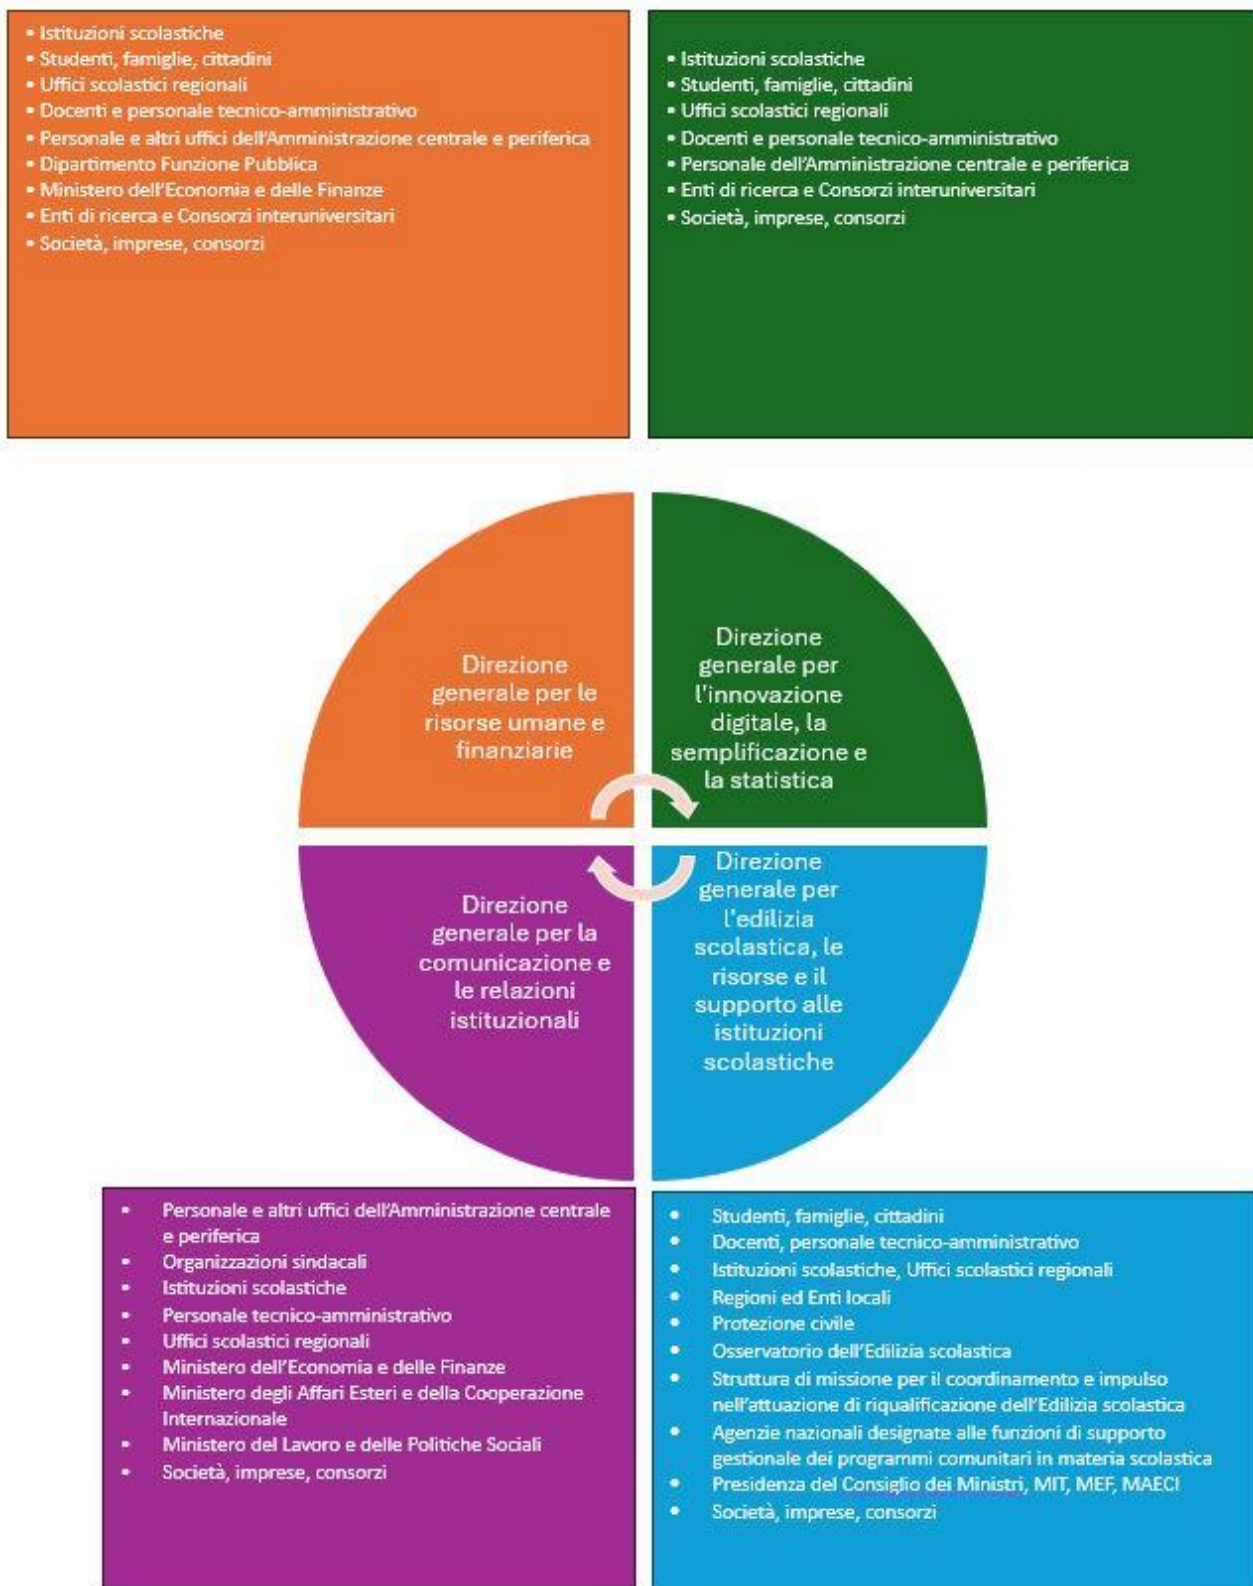 • Istituzioni scolastiche
• Studenti, famiglie, cittadini
• Uffici scolastici regionali
• Docenti e personale tecnico-amministrativo
• Personale e altri uffici dell'Amministrazione centrale e periferica
• Dipartimento Funzione Pubblica
• Ministero dell'Economia e delle Finanze
• Enti di ricerca e Consorzi interuniversitari
• Società, imprese, consorzi
• Istituzioni scolastiche
• Studenti, famiglie, cittadini
• Uffici scolastici regionali
• Docenti e personale tecnico-amministrativo
• Personale dell'Amministrazione centrale e periferica
• Enti di ricerca e Consorzi interuniversitari
• Società, imprese, consorzi
Direzione
generale per le
risorse umane e
finanziarie
Direzione
generale per
l'innovazione
digitale, la
semplificazione e
la statistica
Direzione
generale per la
comunicazione e
le relazioni
istituzionali
Direzione
generale per
l'edilizia
scolastica, le
risorse e il
supporto alle
istituzioni
scolastiche
• Personale e altri uffici dell'Amministrazione centrale
e periferica
• Organizzazioni sindacali
• Istituzioni scolastiche
• Personale tecnico-amministrativo
• Uffici scolastici regionali
• Ministero dell'Economia e delle Finanze
• Ministero degli Affari Esteri e della Cooperazione
Internazionale
• Ministero del Lavoro e delle Politiche Sociali
• Società, imprese, consorzi
• Studenti, famiglie, cittadini
• Docenti, personale tecnico-amministrativo
• Istituzioni scolastiche, Uffici scolastici regionali
• Regioni ed Enti locali
• Protezione civile
• Osservatorio dell'Edilizia scolastica
• Struttura di missione per il coordinamento e impulso
nell'attuazione di riqualificazione dell'Edilizia scolastica
• Agenzie nazionali designate alle funzioni di supporto
gestionale dei programmi comunitari in materia scolastica
• Presidenza del Consiglio dei Ministri, MIT, MEF, MAECI
• Società, imprese, consorzi